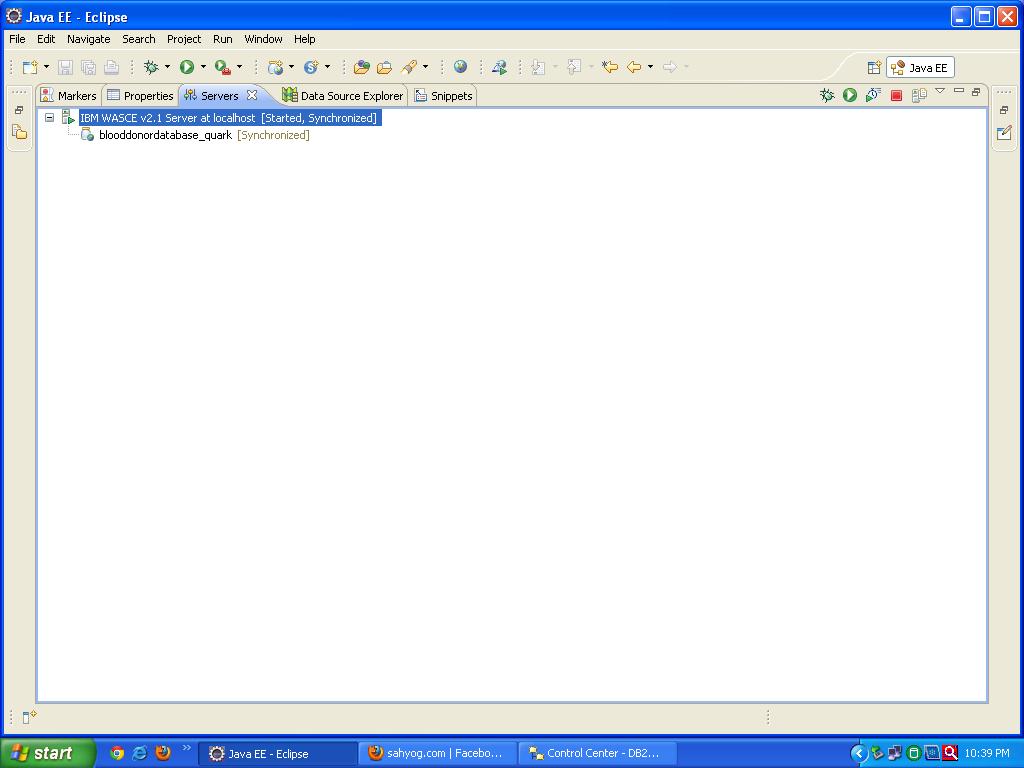 Java EE - Eclipse
File Edit Navigate Search Project Run Window Help
Java EE
Markers Properties Servers Data Source Explorer Snippets
IBM WASCE v2.1 Server at localhost [Started, Synchronized]
blooddonordatabase_quark [Synchronized]
start Java EE - Eclipse sahyog.com | Facebo... Control Center - DB2... 10:39 PM